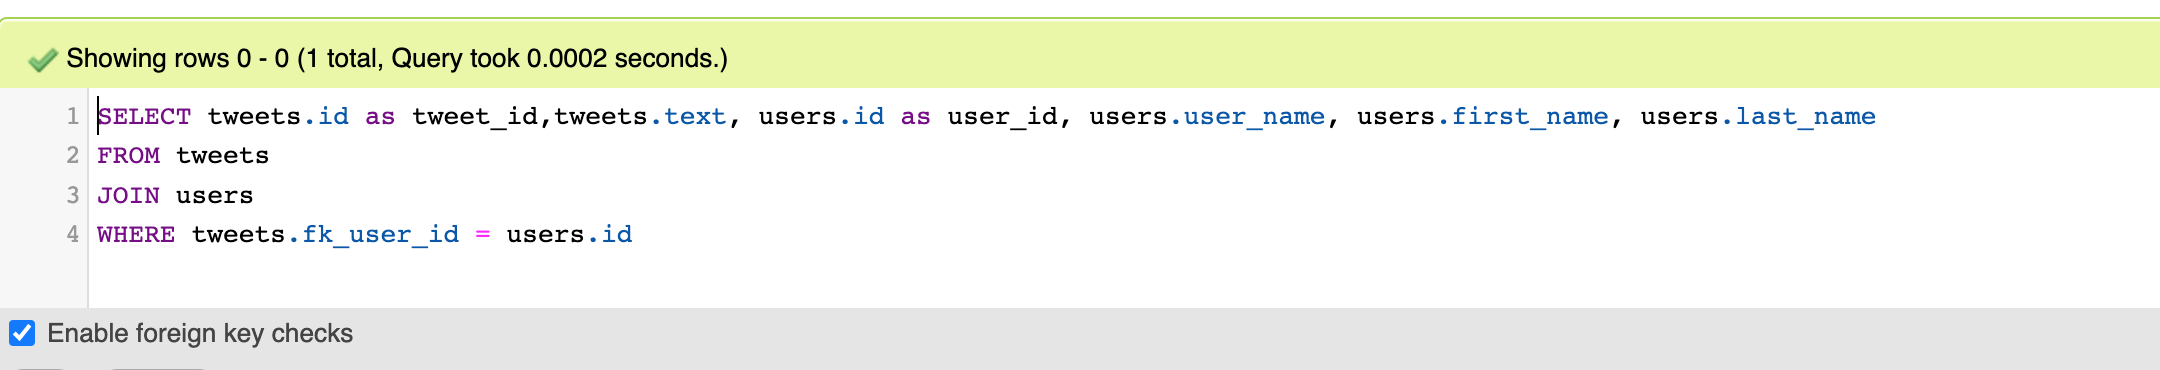 Showing rows 0 - 0 (1 total, Query took 0.0002 seconds.)
1 SELECT tweets.id as tweet_id,tweets.text, users.id as user_id, users.user_name, users.first_name, users.last_name
2 FROM tweets
3 JOIN users
4 WHERE tweets.fk_user_id = users.id
Enable foreign key checks